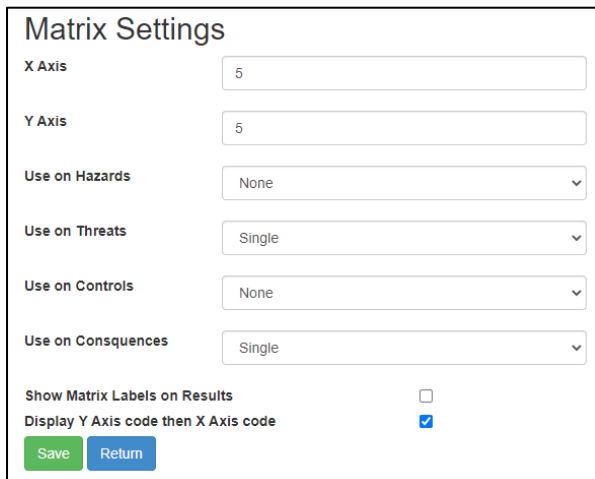 Matrix Settings
X Axis 5
Y Axis 5
Use on Hazards None
Use on Threats Single
Use on Controls None
Use on Consquences Single
Show Matrix Labels on Results
Display Y Axis code then X Axis code
Save Return